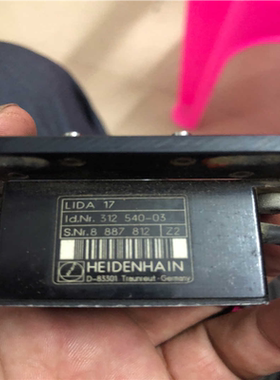 LIDA 17
Id.Nr. 312 540-03
S.Nr. 8 887 812 Z2
HEIDENHAIN
D-83301 Traunreut · Germany